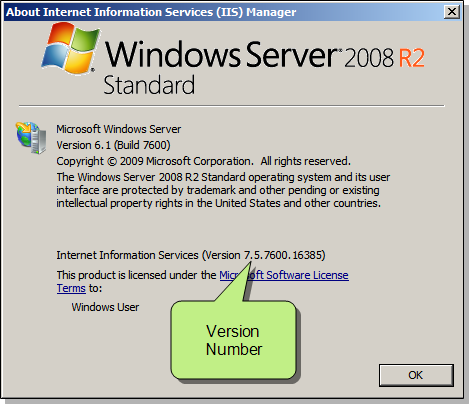 About Internet Information Services (IIS) Manager
Windows Server 2008 R2
Standard
Microsoft Windows Server
Version 6.1 (Build 7600)
Copyright © 2009 Microsoft Corporation. All rights reserved.
The Windows Server 2008 R2 Standard operating system and its user
interface are protected by trademark and other pending or existing
intellectual property rights in the United States and other countries.
Internet Information Services (Version 7.5.7600.16385)
This product is licensed under the Microsoft Software License
Terms to:
Windows User
Version
Number
OK